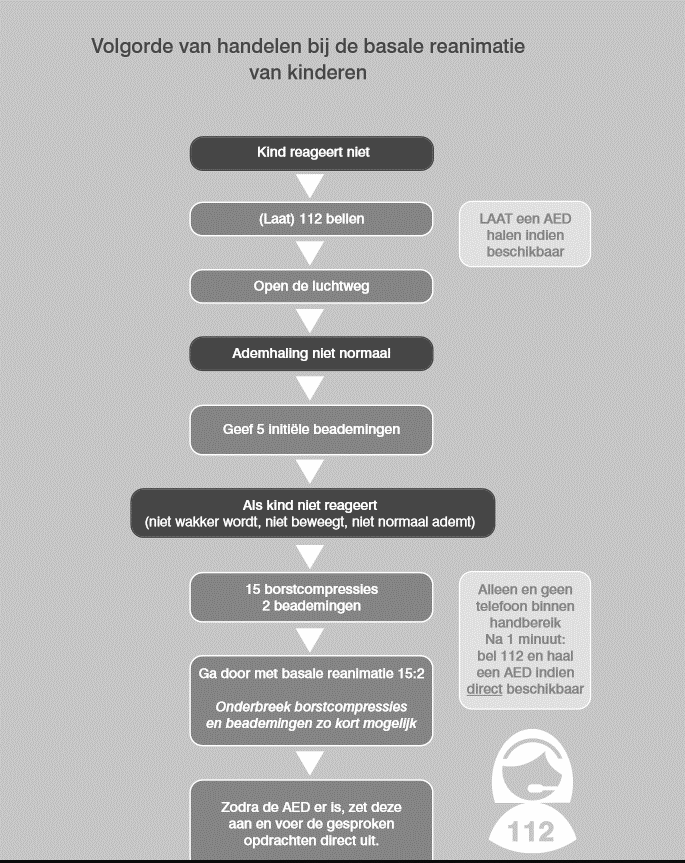 Volgorde van handelen bij de basale reanimatie
van kinderen
Kind reageert niet
(Laat) 112 bellen
LAAT een AED
halen indien
beschikbaar
Open de luchtweg
Ademhaling niet normaal
Geef 5 initiële beademingen
Als kind niet reageert
(niet wakker wordt, niet beweegt, niet normaal ademt)
15 borstcompressies
2 beademingen
Alleen en geen
telefoon binnen
handbereik
Na 1 minuut:
bel 112 en haal
een AED indien
direct beschikbaar
Ga door met basale reanimatie 15:2
Onderbreek borstcompressies
en beademingen zo kort mogelijk
Zodra de AED er is, zet deze
aan en voer de gesproken
opdrachten direct uit.
112